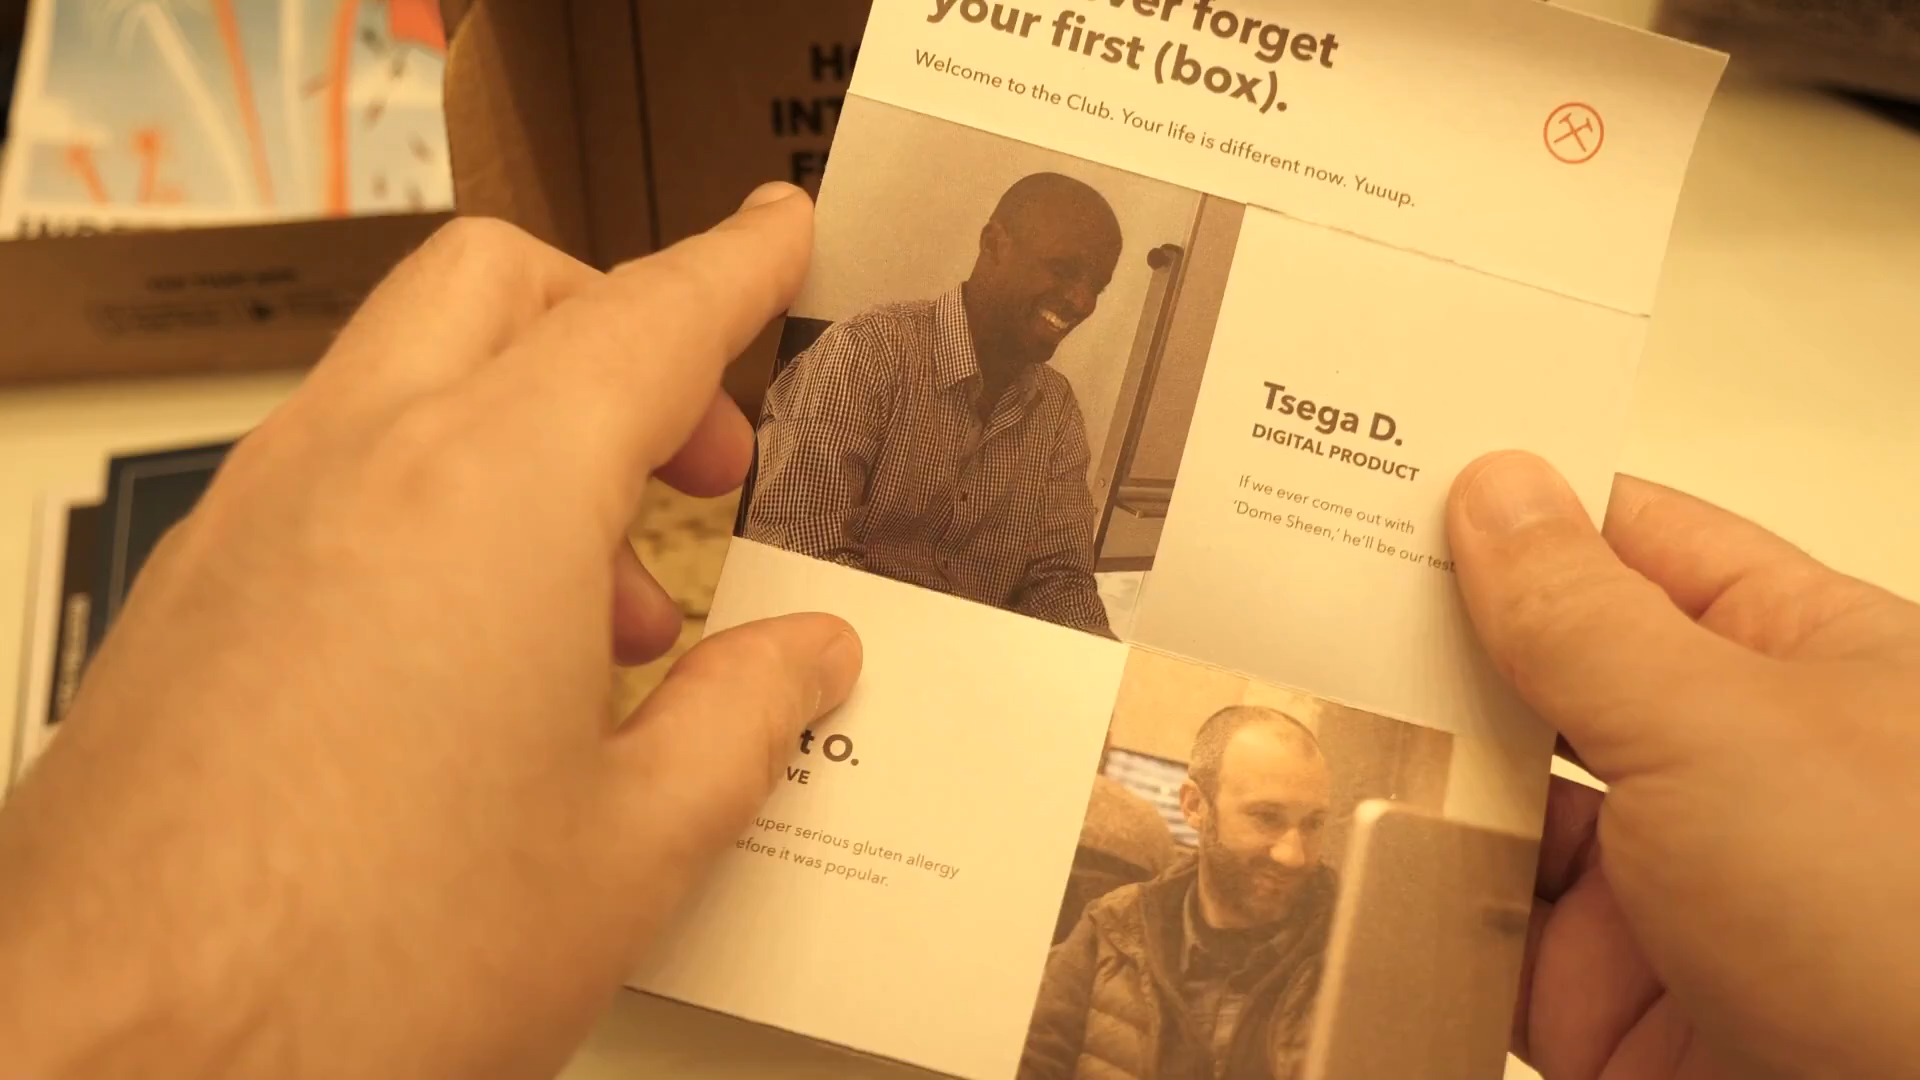 ver forget
your first (box).
Welcome to the Club. Your life is different now. Yuuup.
Tsega D.
DIGITAL PRODUCT
If we ever come out with
'Dome Sheen,' he'll be our test
t O.
VE
uper serious gluten allergy
efore it was popular.